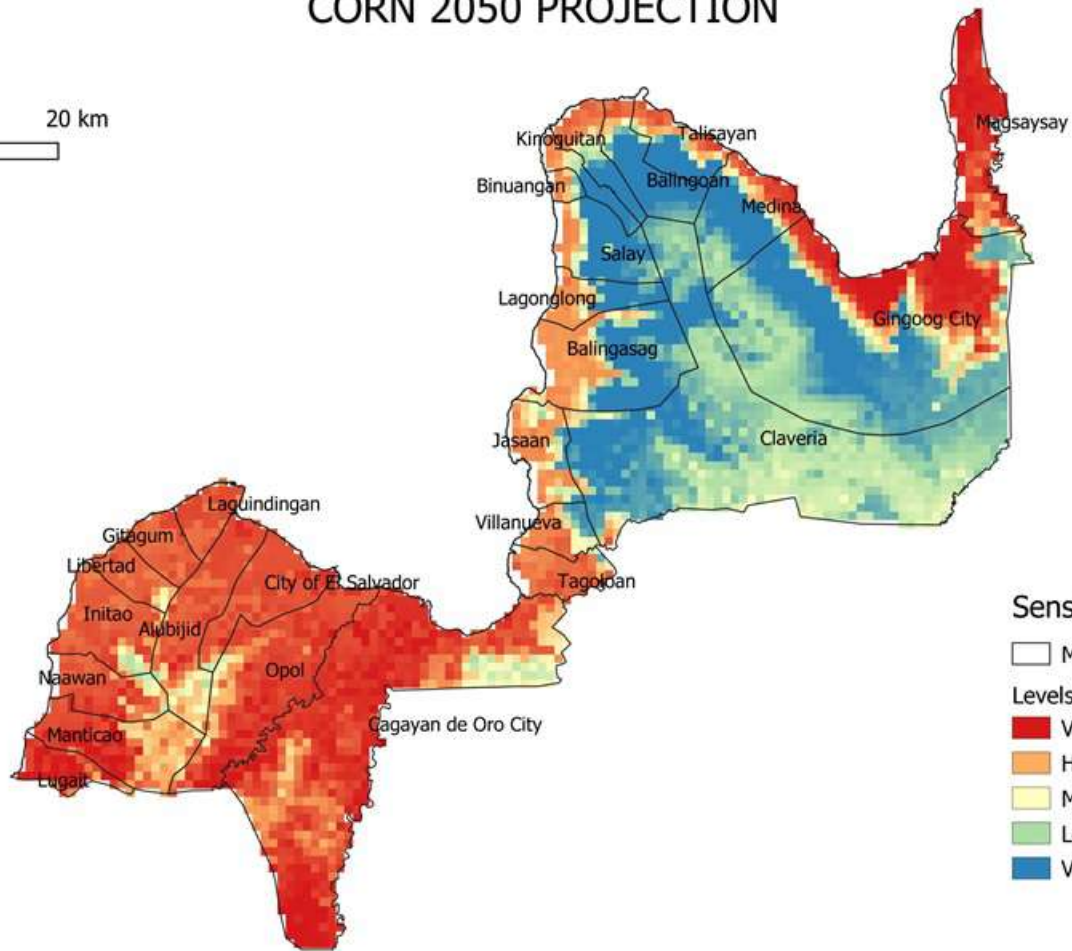 CORN 2050 PROJECTION
20 km
Magsaysay
Kinoguitan
Talisayan
Binuangan
Balingoan
Medina
Salay
Lagonglong
Gingoog City
Balingasag
Claveria
Jasaan
Villanueva
Tagoloan
Laguindingan
Gitagum
Libertad
City of El Salvador
Initao
Alubijid
Opol
Naawan
Cagayan de Oro City
Manticao
Lugait
Sens
M
Levels
V
H
M
L
V